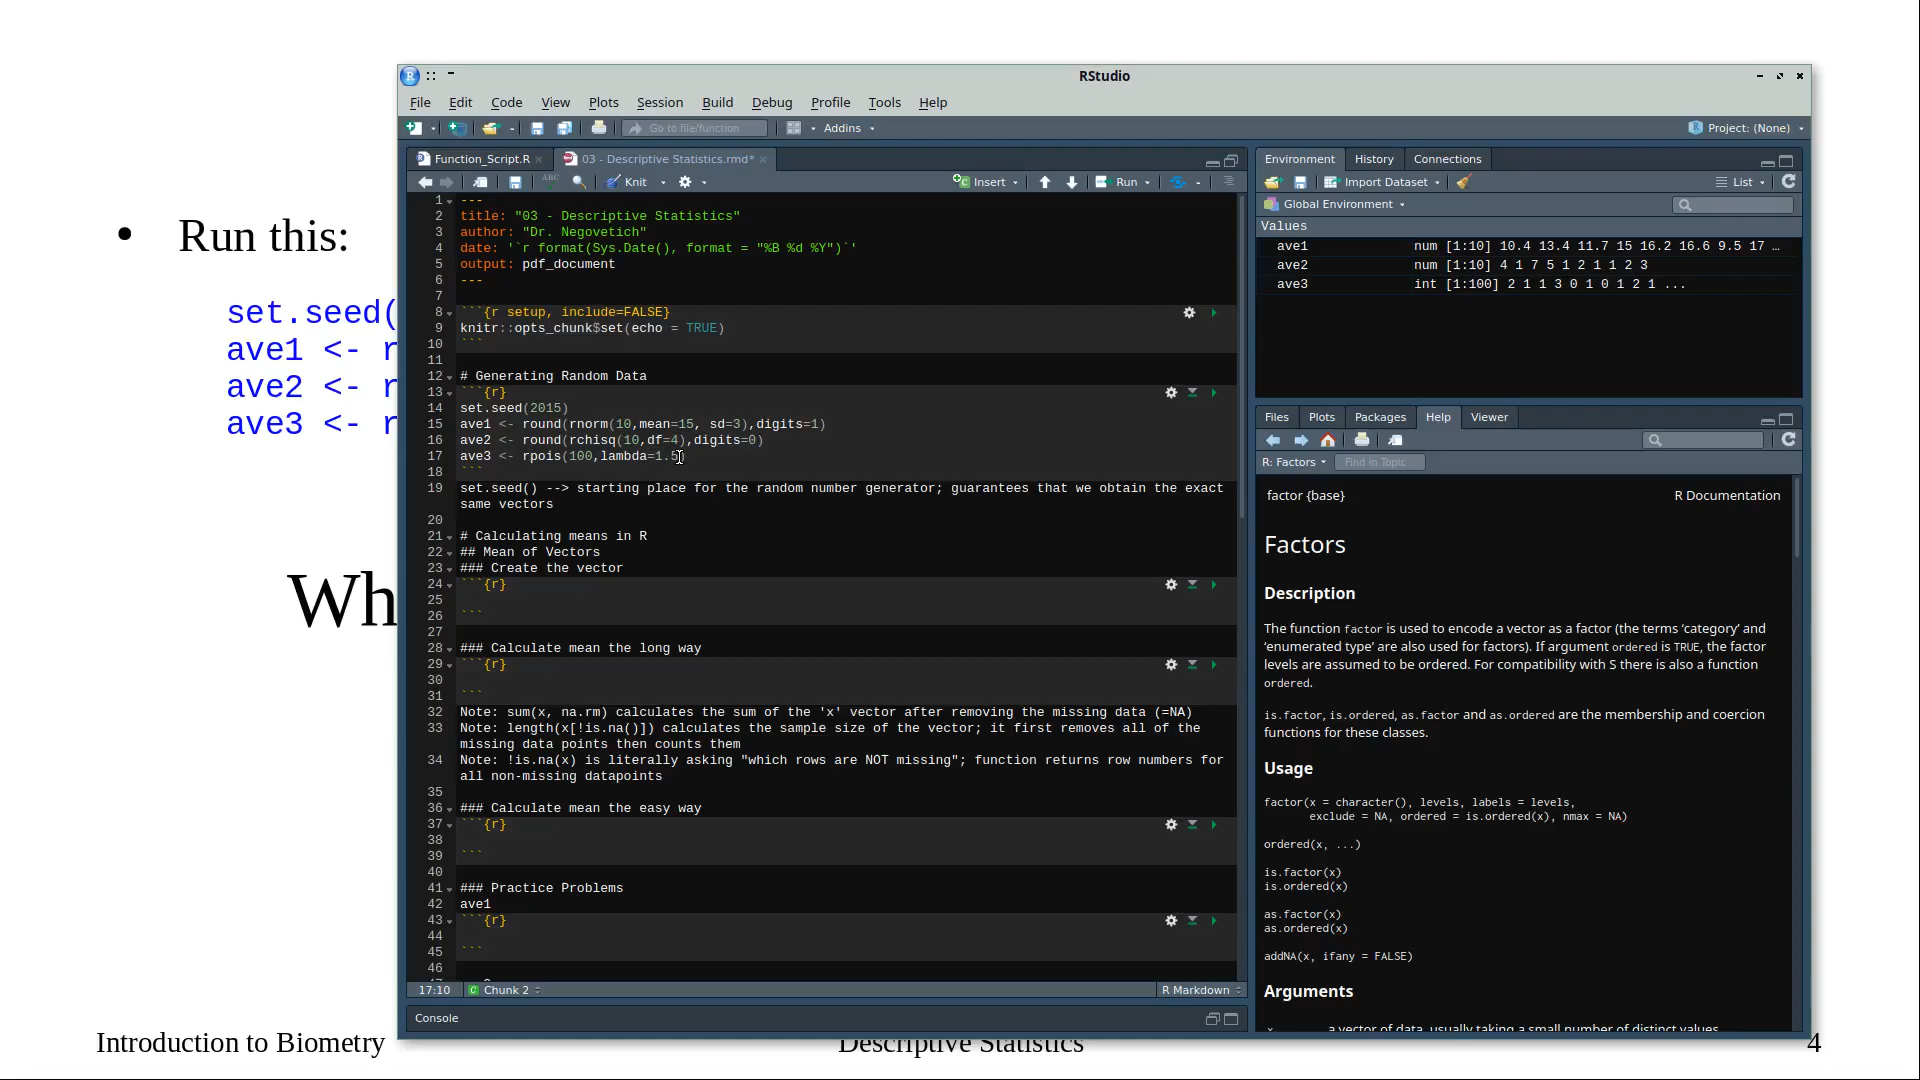 RStudio
File Edit Code View Plots Session Build Debug Profile Tools Help
Go to file/function Addins Project: (None)
Function_Script.R 03 - Descriptive Statistics.rmd*
ABC Knit Insert Run
1 ---
2 title: "03 - Descriptive Statistics"
3 author: "Dr. Negovetich"
4 date: '`r format(Sys.Date(), format = "%B %d %Y")`'
5 output: pdf_document
6 ---
7
8 ```{r setup, include=FALSE}
9 knitr::opts_chunk$set(echo = TRUE)
10 ```
11
12 # Generating Random Data
13 ```{r}
14 set.seed(2015)
15 ave1 <- round(rnorm(10,mean=15, sd=3),digits=1)
16 ave2 <- round(rchisq(10,df=4),digits=0)
17 ave3 <- rpois(100,lambda=1.5)
18 ```
19 set.seed() --> starting place for the random number generator; guarantees that we obtain the exact
same vectors
20
21 # Calculating means in R
22 ## Mean of Vectors
23 ### Create the vector
24 ```{r}
25
26 ```
27
28 ### Calculate mean the long way
29 ```{r}
30
31 ```
32 Note: sum(x, na.rm) calculates the sum of the 'x' vector after removing the missing data (=NA)
33 Note: length(x[!is.na()]) calculates the sample size of the vector; it first removes all of the
missing data points then counts them
34 Note: !is.na(x) is literally asking "which rows are NOT missing"; function returns row numbers for
all non-missing datapoints
35
36 ### Calculate mean the easy way
37 ```{r}
38
39 ```
40
41 ### Practice Problems
42 ave1
43 ```{r}
44
45 ```
46
17:10 Chunk 2 R Markdown
Console
Environment History Connections
Import Dataset List
Global Environment
Values
ave1 num [1:10] 10.4 13.4 11.7 15 16.2 16.6 9.5 17 …
ave2 num [1:10] 4 1 7 5 1 2 1 1 2 3
ave3 int [1:100] 2 1 1 3 0 1 0 1 2 1 ...
Files Plots Packages Help Viewer
R: Factors Find in Topic
factor {base} R Documentation
Factors
Description
The function factor is used to encode a vector as a factor (the terms ‘category’ and
‘enumerated type’ are also used for factors). If argument ordered is TRUE, the factor
levels are assumed to be ordered. For compatibility with S there is also a function
ordered.
is.factor, is.ordered, as.factor and as.ordered are the membership and coercion
functions for these classes.
Usage
factor(x = character(), levels, labels = levels,
exclude = NA, ordered = is.ordered(x), nmax = NA)
ordered(x, ...)
is.factor(x)
is.ordered(x)
as.factor(x)
as.ordered(x)
addNA(x, ifany = FALSE)
Arguments
x a vector of data, usually taking a small number of distinct values
• Run this:
set.seed(
ave1 <- r
ave2 <- r
ave3 <- r
Wh
Introduction to Biometry Descriptive Statistics 4